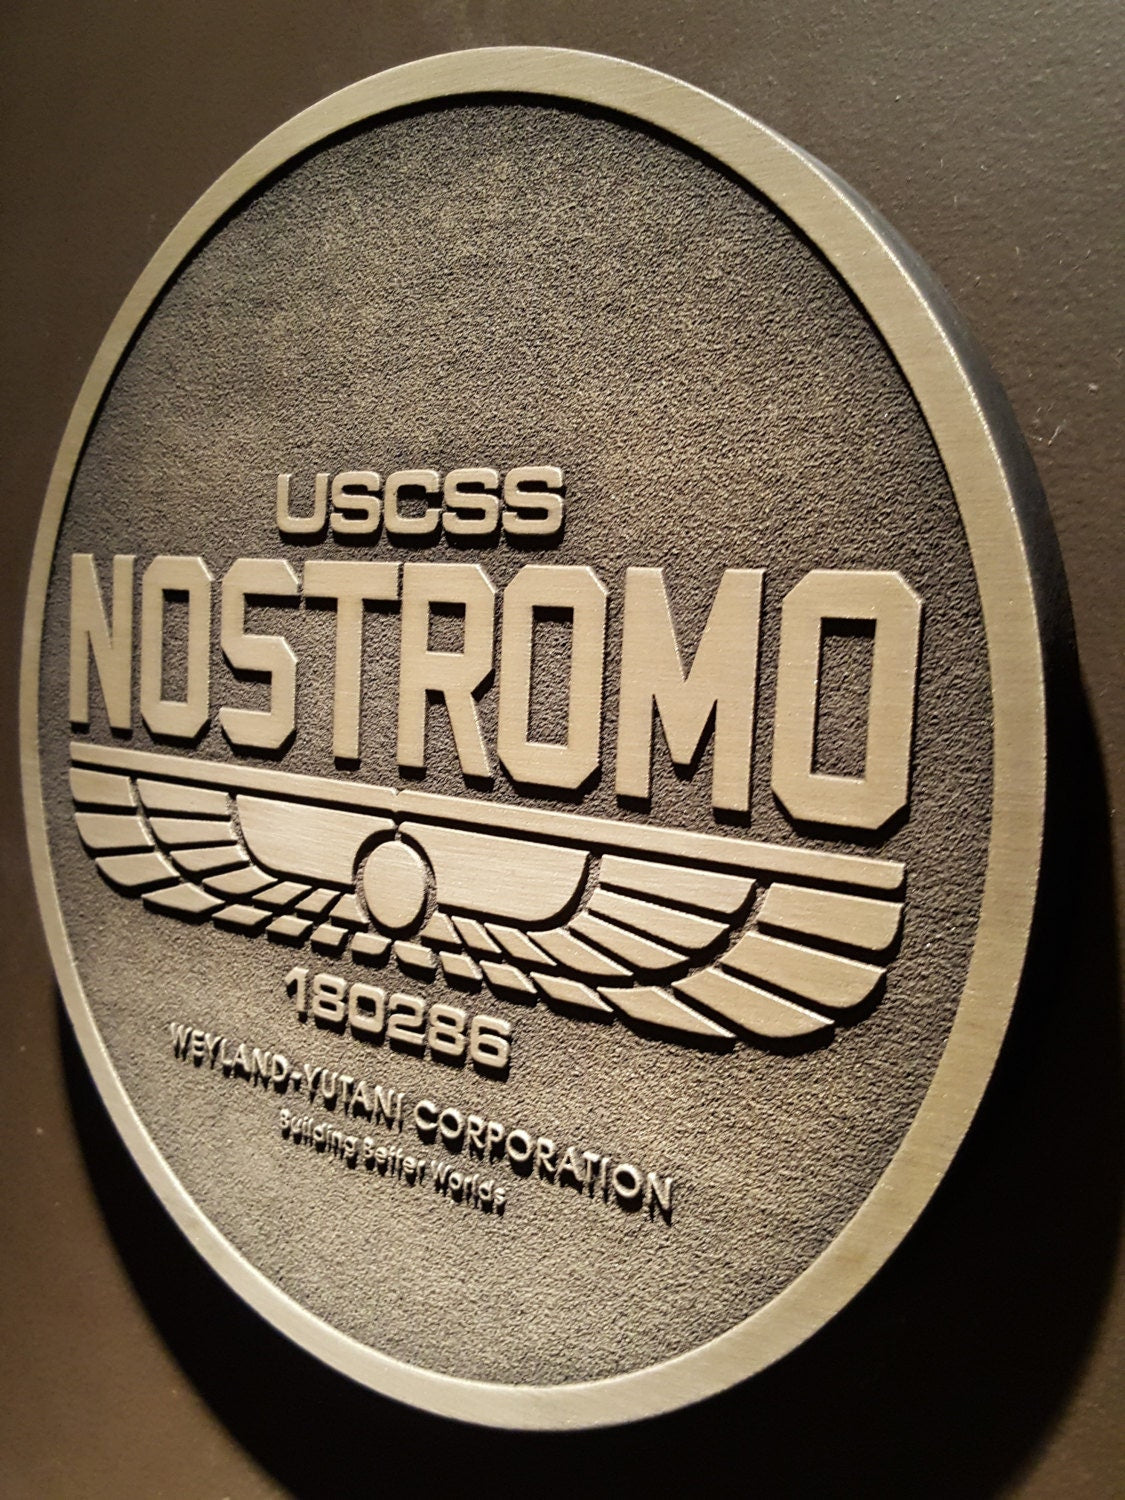 USCSS
NOSTROMO
180286
WEYLAND-YUTANI CORPORATION
Building Better Worlds